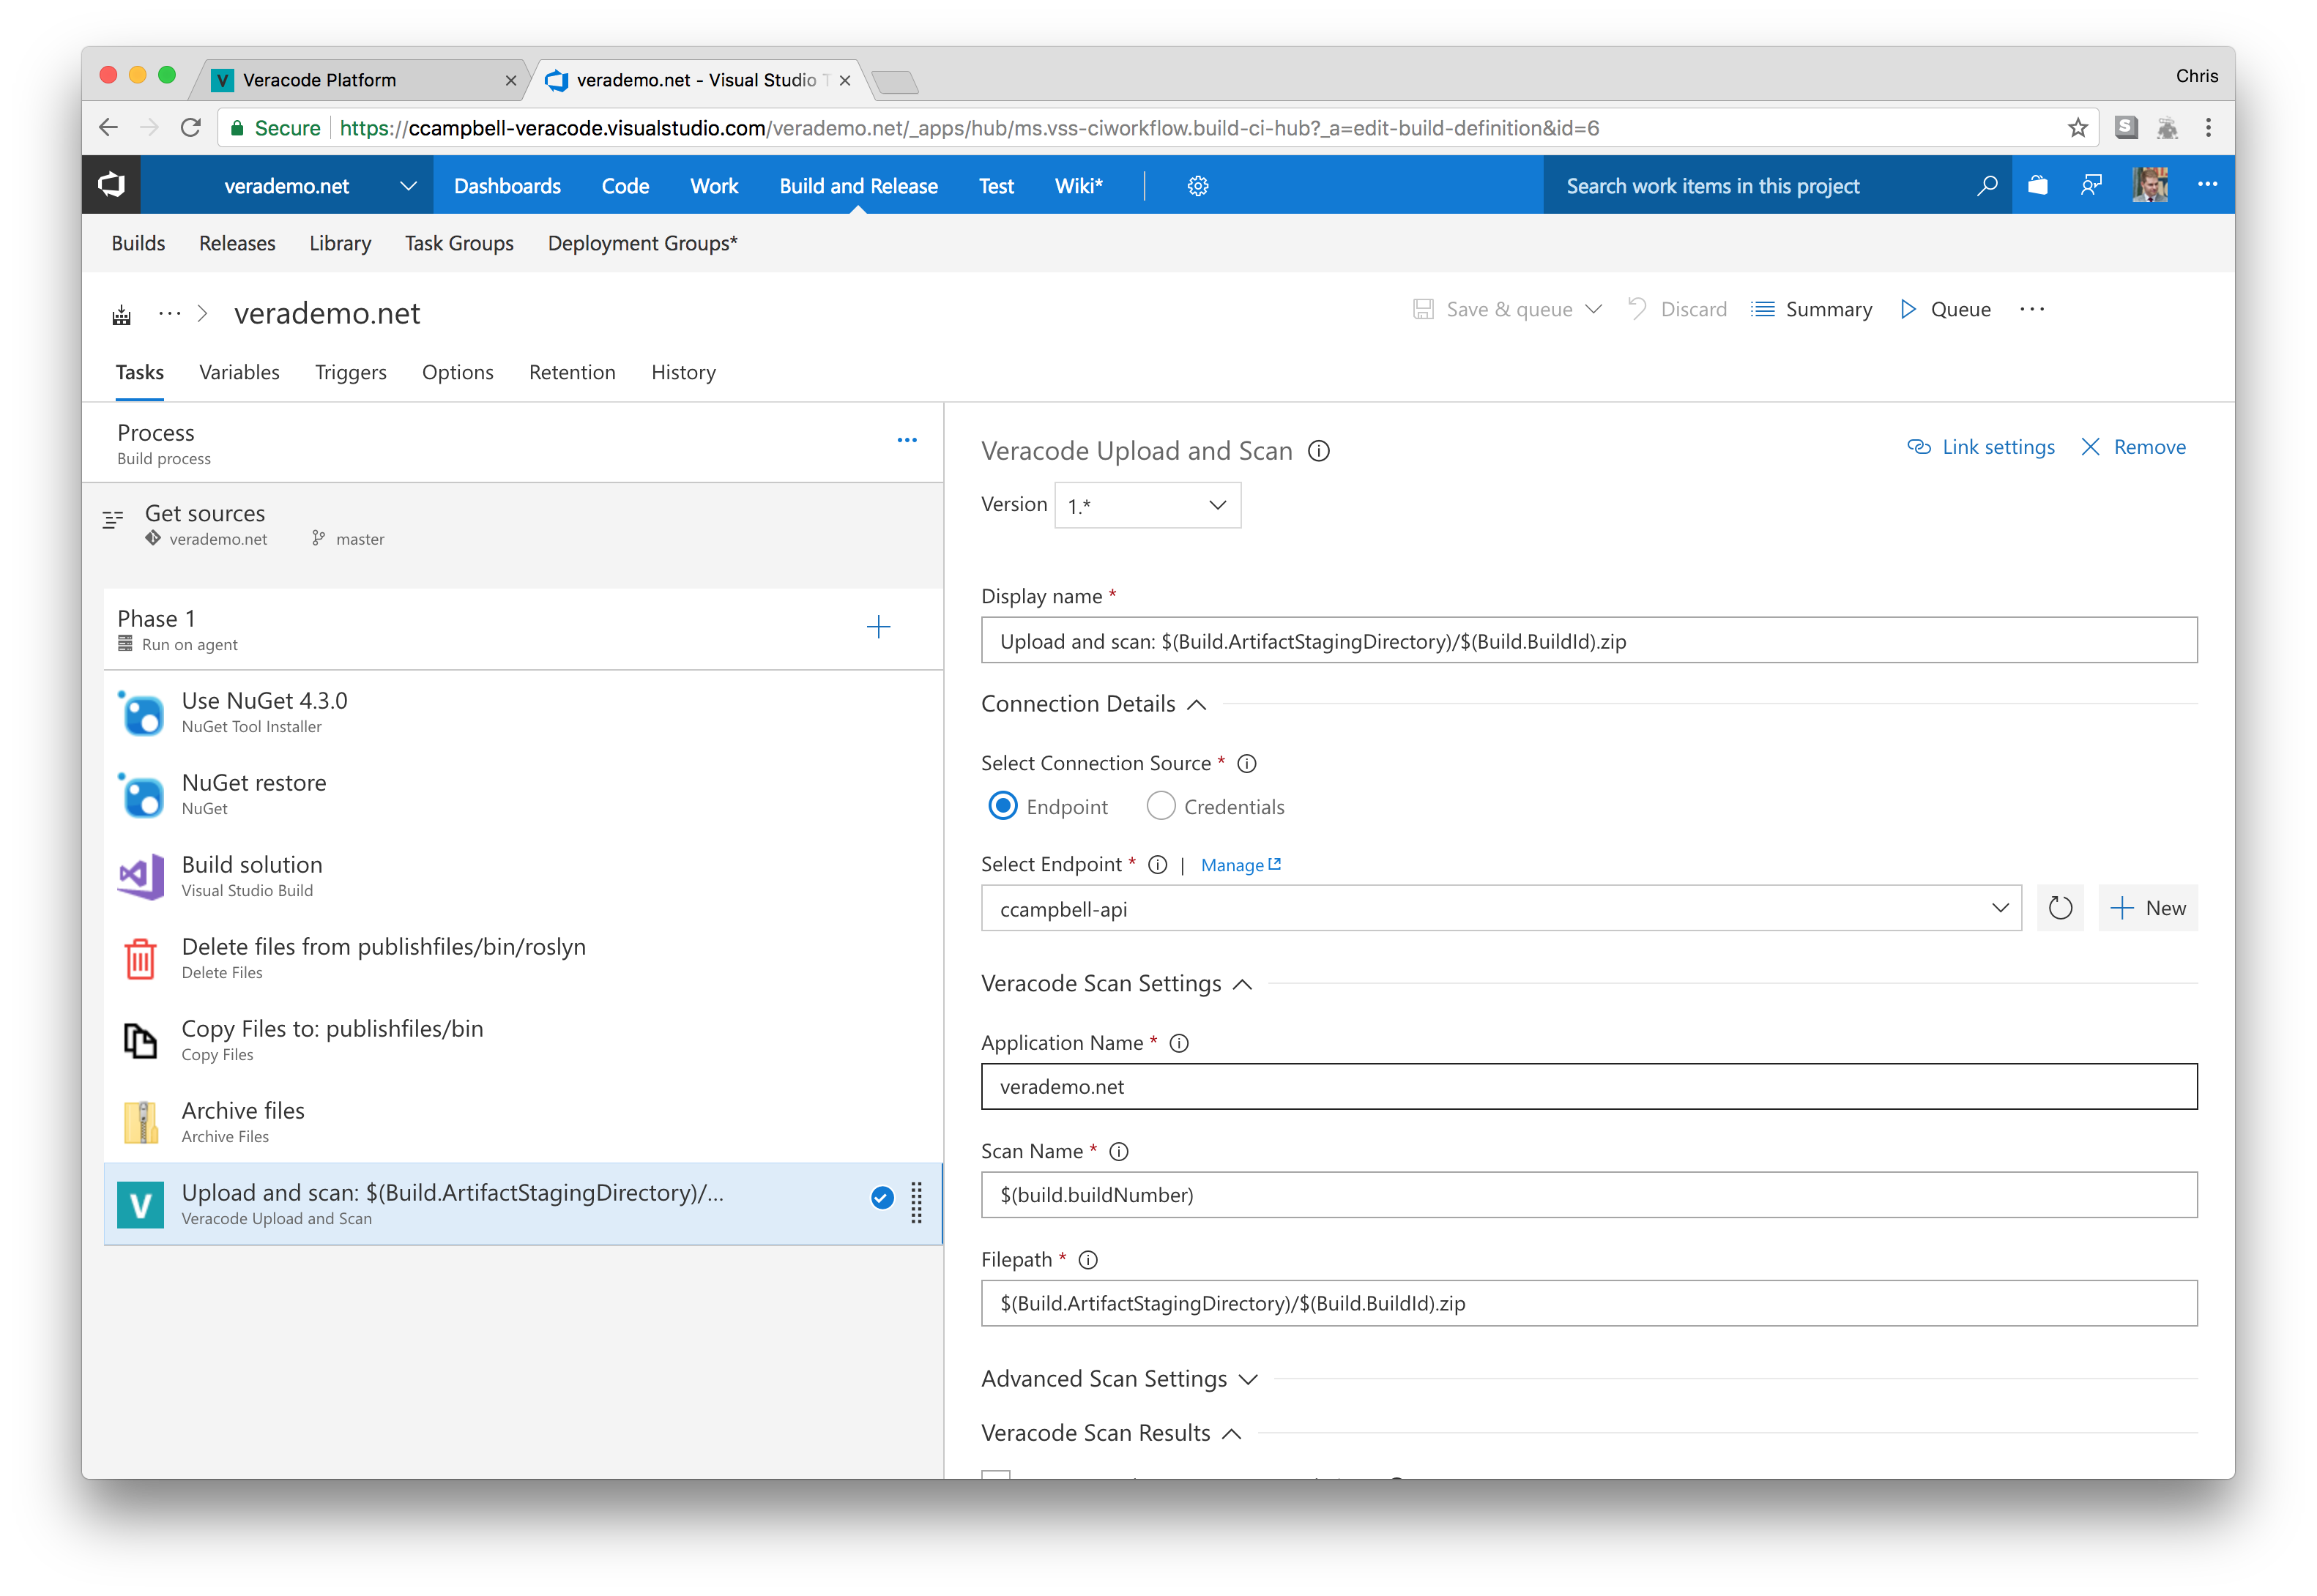 Chris
Veracode Platform
verademo.net - Visual Studio T
Secure https://ccampbell-veracode.visualstudio.com/verademo.net/_apps/hub/ms.vss-ciworkflow.build-ci-hub?_a=edit-build-definition&id=6
verademo.net Dashboards Code Work Build and Release Test Wiki* Search work items in this project
Builds Releases Library Task Groups Deployment Groups*
... > verademo.net Save & queue Discard Summary Queue ...
Tasks Variables Triggers Options Retention History
Process
Build process
Get sources
verademo.net master
Phase 1
Run on agent
Use NuGet 4.3.0
NuGet Tool Installer
NuGet restore
NuGet
Build solution
Visual Studio Build
Delete files from publishfiles/bin/roslyn
Delete Files
Copy Files to: publishfiles/bin
Copy Files
Archive files
Archive Files
V Upload and scan: $(Build.ArtifactStagingDirectory)/...
Veracode Upload and Scan
Veracode Upload and Scan Link settings Remove
Version 1.*
Display name *
Upload and scan: $(Build.ArtifactStagingDirectory)/$(Build.BuildId).zip
Connection Details
Select Connection Source *
Endpoint Credentials
Select Endpoint * | Manage
ccampbell-api New
Veracode Scan Settings
Application Name *
verademo.net
Scan Name *
$(build.buildNumber)
Filepath *
$(Build.ArtifactStagingDirectory)/$(Build.BuildId).zip
Advanced Scan Settings
Veracode Scan Results